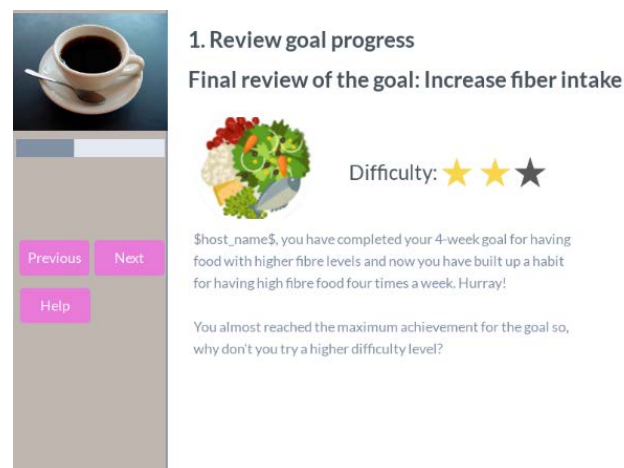 1. Review goal progress
Final review of the goal: Increase fiber intake
Difficulty:
Previous Next
Help
$host_name$, you have completed your 4-week goal for having
food with higher fibre levels and now you have built up a habit
for having high fibre food four times a week. Hurray!
You almost reached the maximum achievement for the goal so,
why don't you try a higher difficulty level?